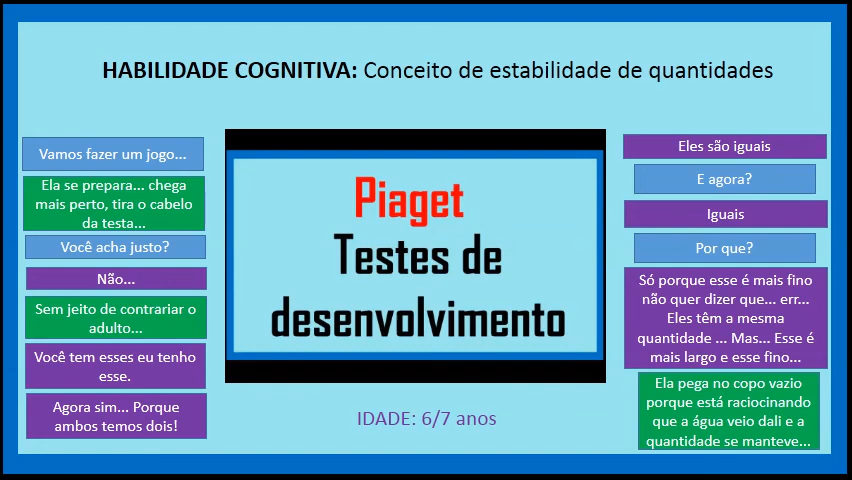 HABILIDADE COGNITIVA: Conceito de estabilidade de quantidades
Vamos fazer um jogo...
Ela se prepara... chega
mais perto, tira o cabelo
da testa...
Você acha justo?
Não...
Sem jeito de contrariar o
adulto...
Você tem esses eu tenho
esse.
Agora sim... Porque
ambos temos dois!
Piaget
Testes de
desenvolvimento
IDADE: 6/7 anos
Eles são iguais
E agora?
Iguais
Por que?
Só porque esse é mais fino
não quer dizer que... err...
Eles têm a mesma
quantidade ... Mas... Esse é
mais largo e esse fino...
Ela pega no copo vazio
porque está raciocinando
que a água veio dali e a
quantidade se manteve...